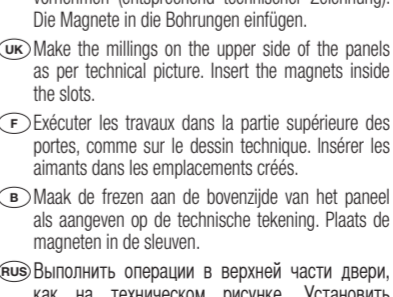 vornehmen (entsprechend technischer Zeichnung).
Die Magnete in die Bohrungen einfügen.
UK Make the millings on the upper side of the panels
as per technical picture. Insert the magnets inside
the slots.
F Exécuter les travaux dans la partie supérieure des
portes, comme sur le dessin technique. Insérer les
aimants dans les emplacements créés.
B Maak de frezen aan de bovenzijde van het paneel
als aangeven op de technische tekening. Plaats de
magneten in de sleuven.
RUS Выполнить операции в верхней части двери,
как на техническом рисунке. Установить